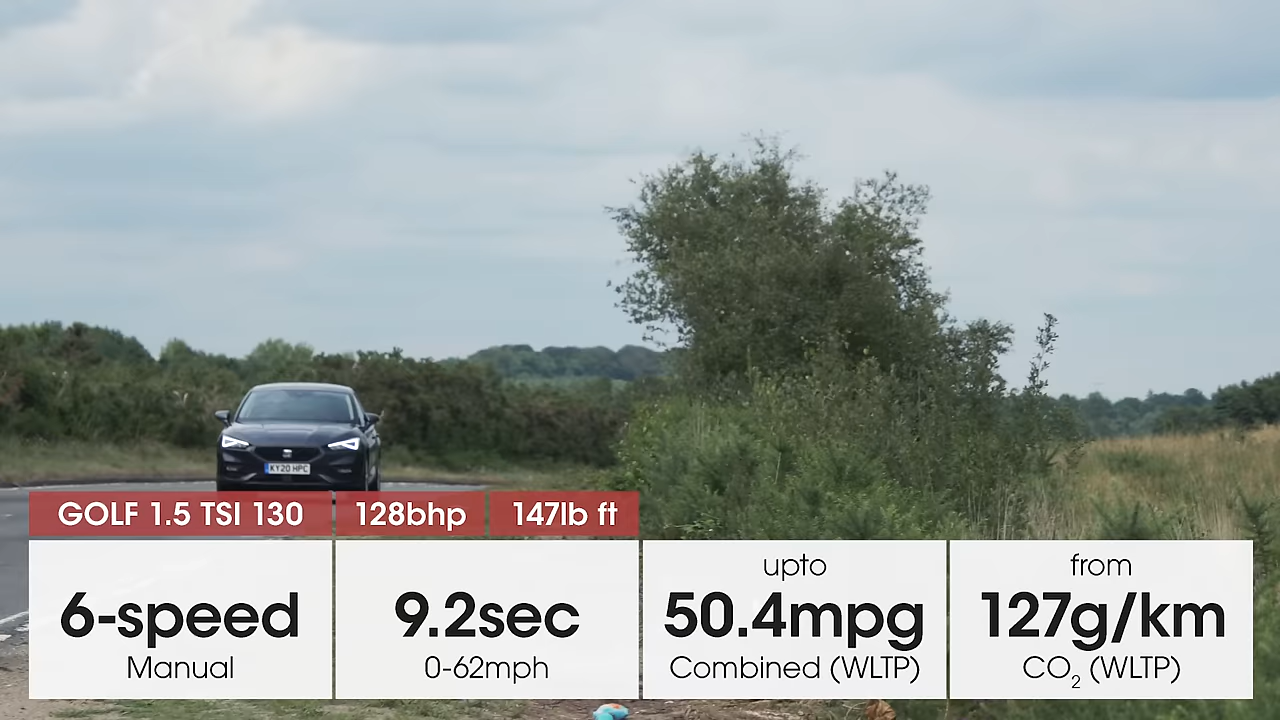 KY20 HPC
GOLF 1.5 TSI 130
128bhp
147lb ft
6-speed
Manual
9.2sec
0-62mph
upto
50.4mpg
Combined (WLTP)
from
127g/km
CO₂ (WLTP)